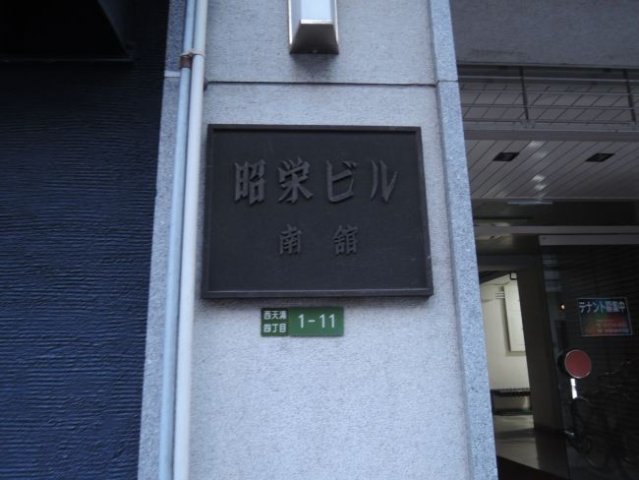 昭栄ビル
南舘
西天満
四丁目
1-11
テナント募集中